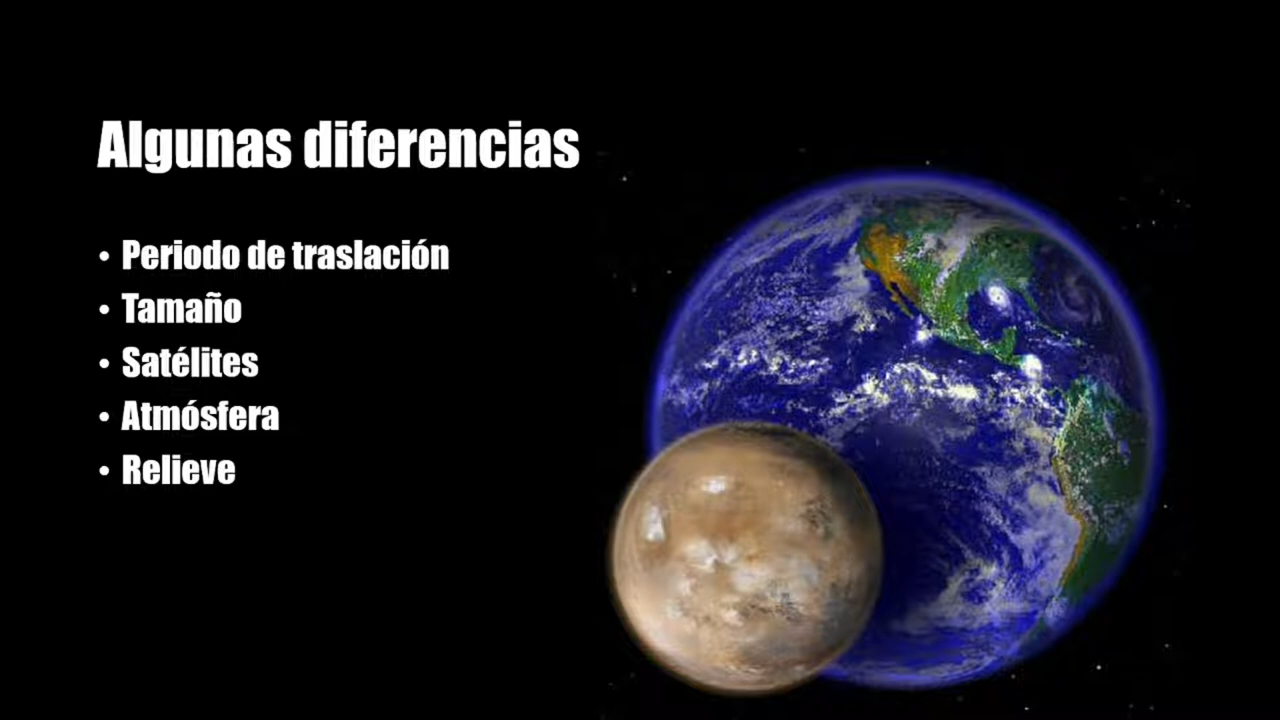 Algunas diferencias
• Periodo de traslación
• Tamaño
• Satélites
• Atmósfera
• Relieve